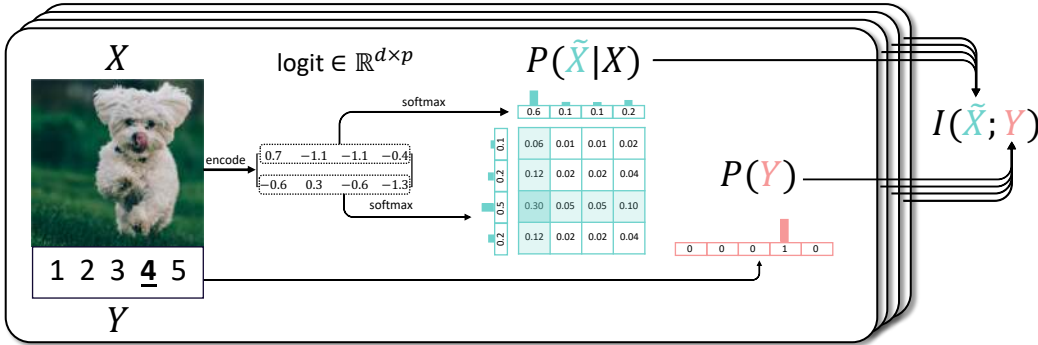 X
logit ∈ ℝ^{d×p}
P(X̃|X)
softmax
0.6 0.1 0.1 0.2
I(X̃; Y)
encode
0.7 −1.1 −1.1 −0.4
−0.6 0.3 −0.6 −1.3
softmax
0.1 0.06 0.01 0.01 0.02
0.2 0.12 0.02 0.02 0.04
0.5 0.30 0.05 0.05 0.10
0.2 0.12 0.02 0.02 0.04
P(Y)
0 0 0 1 0
1 2 3 4 5
Y